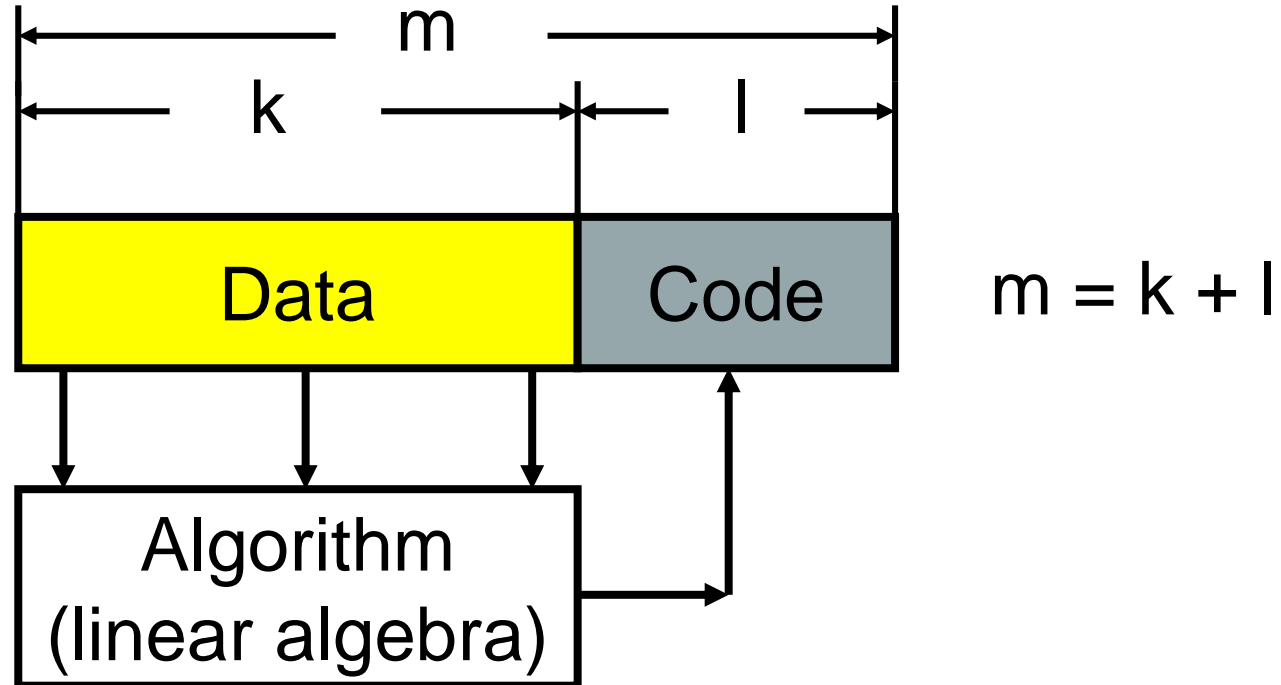 m
k l
Data Code m = k + l
Algorithm
(linear algebra)